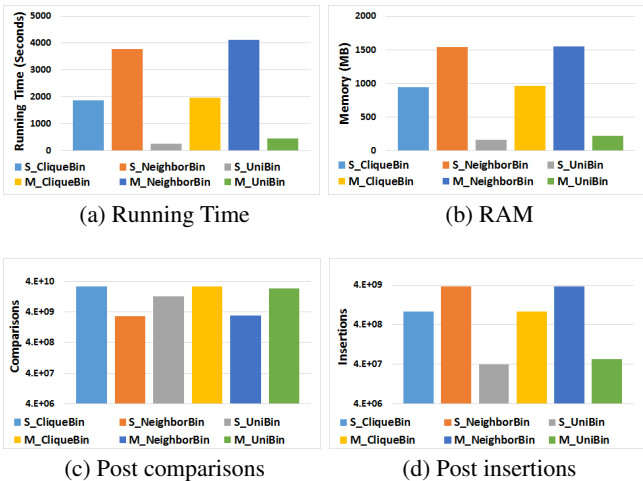 5000
4000
3000
2000
1000
0
Running Time (Seconds)
S_CliqueBin S_NeighborBin S_UniBin
M_CliqueBin M_NeighborBin M_UniBin
(a) Running Time
2000
1500
1000
500
0
Memory (MB)
S_CliqueBin S_NeighborBin S_UniBin
M_CliqueBin M_NeighborBin M_UniBin
(b) RAM
4.E+10
4.E+09
4.E+08
4.E+07
4.E+06
Comparisons
S_CliqueBin S_NeighborBin S_UniBin
M_CliqueBin M_NeighborBin M_UniBin
(c) Post comparisons
4.E+09
4.E+08
4.E+07
4.E+06
Insertions
S_CliqueBin S_NeighborBin S_UniBin
M_CliqueBin M_NeighborBin M_UniBin
(d) Post insertions